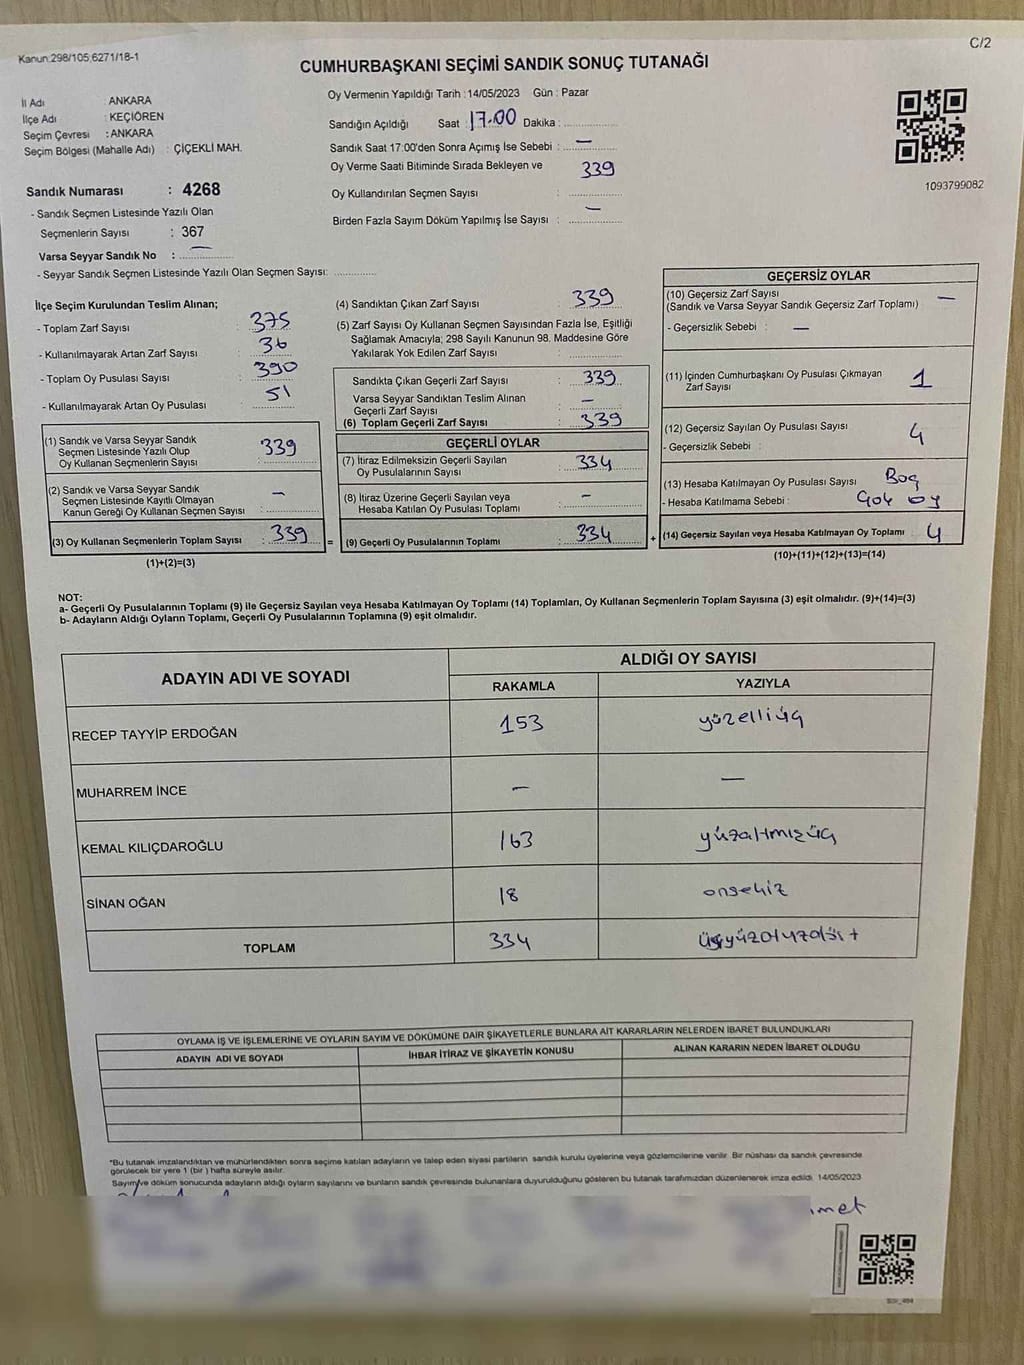 Kanun:298/105;6271/18-1
C/2
CUMHURBAŞKANI SEÇİMİ SANDIK SONUÇ TUTANAĞI
İl Adı : ANKARA
İlçe Adı : KEÇİÖREN
Seçim Çevresi : ANKARA
Seçim Bölgesi (Mahalle Adı) : ÇİÇEKLİ MAH.
Sandık Numarası : 4268
- Sandık Seçmen Listesinde Yazılı Olan
Seçmenlerin Sayısı : 367
Varsa Seyyar Sandık No : —
- Seyyar Sandık Seçmen Listesinde Yazılı Olan Seçmen Sayısı:
Oy Vermenin Yapıldığı Tarih : 14/05/2023 Gün : Pazar
Sandığın Açıldığı Saat : 17.00 Dakika :
Sandık Saat 17:00'den Sonra Açımış İse Sebebi : —
Oy Verme Saati Bitiminde Sırada Bekleyen ve 339
Oy Kullandırılan Seçmen Sayısı :
Birden Fazla Sayım Döküm Yapılmış İse Sayısı : —
1093799082
İlçe Seçim Kurulundan Teslim Alınan;
- Toplam Zarf Sayısı : 375
- Kullanılmayarak Artan Zarf Sayısı : 36
- Toplam Oy Pusulası Sayısı : 390
- Kullanılmayarak Artan Oy Pusulası : 51
(1) Sandık ve Varsa Seyyar Sandık
Seçmen Listesinde Yazılı Olup
Oy Kullanan Seçmenlerin Sayısı : 339
(2) Sandık ve Varsa Seyyar Sandık
Seçmen Listesinde Kayıtlı Olmayan
Kanun Gereği Oy Kullanan Seçmen Sayısı : —
(3) Oy Kullanan Seçmenlerin Toplam Sayısı : 339
(1)+(2)=(3)
=
(4) Sandıktan Çıkan Zarf Sayısı : 339
(5) Zarf Sayısı Oy Kullanan Seçmen Sayısından Fazla İse, Eşitliği
Sağlamak Amacıyla; 298 Sayılı Kanunun 98. Maddesine Göre
Yakılarak Yok Edilen Zarf Sayısı :
Sandıkta Çıkan Geçerli Zarf Sayısı : 339
Varsa Seyyar Sandıktan Teslim Alınan
Geçerli Zarf Sayısı : —
(6) Toplam Geçerli Zarf Sayısı : 339
GEÇERLİ OYLAR
(7) İtiraz Edilmeksizin Geçerli Sayılan
Oy Pusulalarının Sayısı : 334
(8) İtiraz Üzerine Geçerli Sayılan veya
Hesaba Katılan Oy Pusulası Toplamı : —
(9) Geçerli Oy Pusulalarının Toplamı : 334
+
GEÇERSİZ OYLAR
(10) Geçersiz Zarf Sayısı
(Sandık ve Varsa Seyyar Sandık Geçersiz Zarf Toplamı) —
- Geçersizlik Sebebi : —
(11) İçinden Cumhurbaşkanı Oy Pusulası Çıkmayan
Zarf Sayısı 1
(12) Geçersiz Sayılan Oy Pusulası Sayısı 4
- Geçersizlik Sebebi :
(13) Hesaba Katılmayan Oy Pusulası Sayısı Boş
- Hesaba Katılmama Sebebi : Çok oy
(14) Geçersiz Sayılan veya Hesaba Katılmayan Oy Toplamı 4
(10)+(11)+(12)+(13)=(14)
NOT:
a- Geçerli Oy Pusulalarının Toplamı (9) ile Geçersiz Sayılan veya Hesaba Katılmayan Oy Toplamı (14) Toplamları, Oy Kullanan Seçmenlerin Toplam Sayısına (3) eşit olmalıdır. (9)+(14)=(3)
b- Adayların Aldığı Oyların Toplamı, Geçerli Oy Pusulalarının Toplamına (9) eşit olmalıdır.
ADAYIN ADI VE SOYADI
ALDIĞI OY SAYISI
RAKAMLA YAZIYLA
RECEP TAYYİP ERDOĞAN 153 yüzelliüç
MUHARREM İNCE — —
KEMAL KILIÇDAROĞLU 163 yüzaltmışüç
SİNAN OĞAN 18 onsekiz
TOPLAM 334 üçyüzotuzdört
OYLAMA İŞ VE İŞLEMLERİNE VE OYLARIN SAYIM VE DÖKÜMÜNE DAİR ŞİKAYETLERLE BUNLARA AİT KARARLARIN NELERDEN İBARET BULUNDUKLARI
ADAYIN ADI VE SOYADI İHBAR İTİRAZ VE ŞİKAYETİN KONUSU ALINAN KARARIN NEDEN İBARET OLDUĞU
*Bu tutanak imzalandıktan ve mühürlendikten sonra seçime katılan adayların ve talep eden siyasi partilerin sandık kurulu üyelerine veya gözlemcilerine verilir. Bir nüshası da sandık çevresinde
görülecek bir yere 1 (bir ) hafta süreyle asılır.
Sayım ve döküm sonucunda adayların aldığı oyların sayılarını ve bunların sandık çevresinde bulunanlara duyurulduğunu gösteren bu tutanak tarafımızdan düzenlenerek imza edildi. 14/05/2023